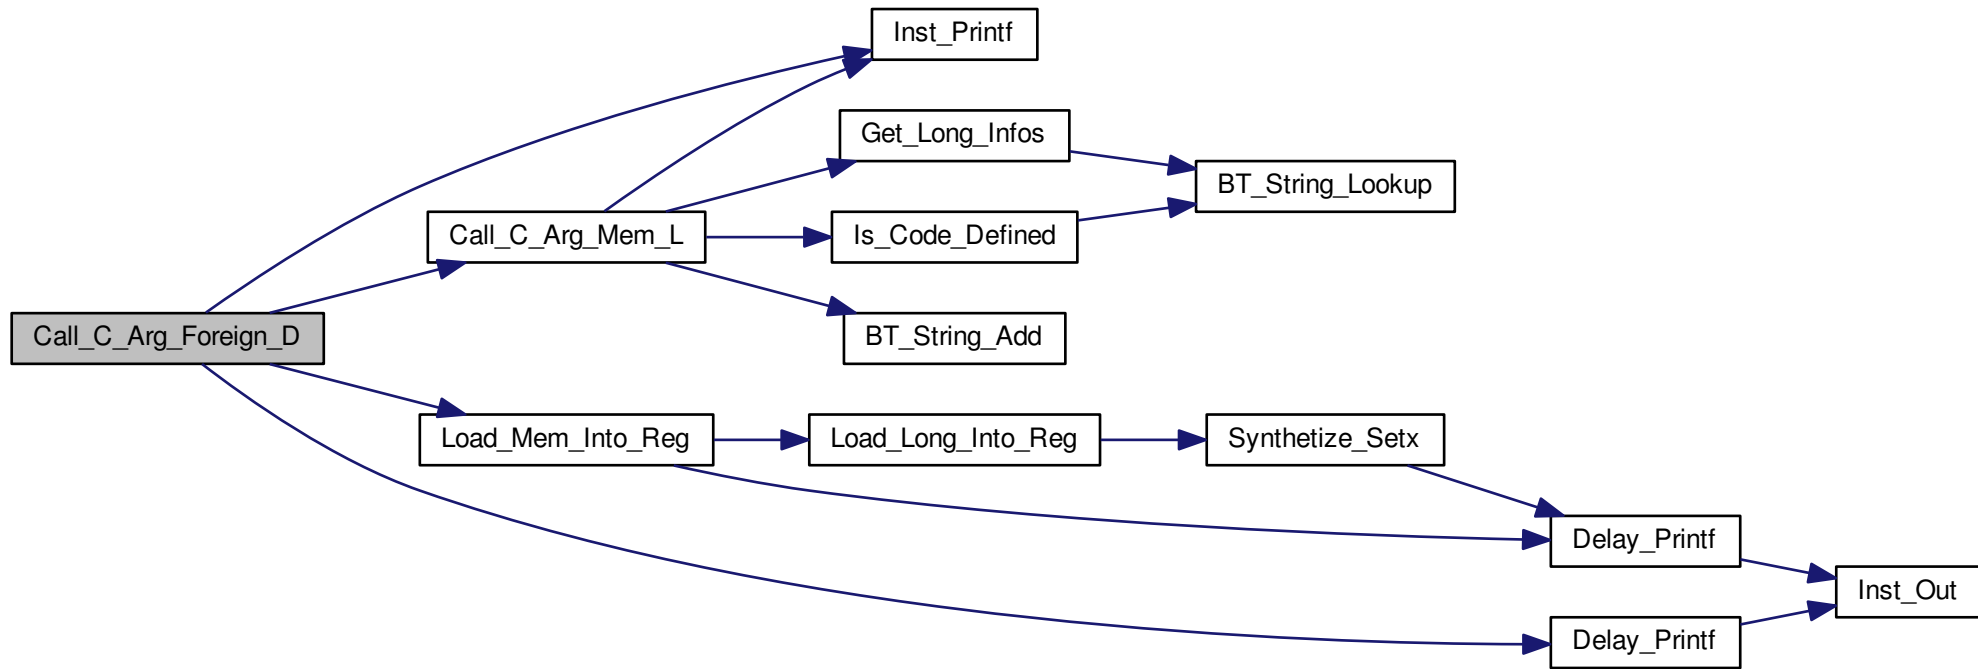 Inst_Printf
Get_Long_Infos
BT_String_Lookup
Call_C_Arg_Mem_L
Is_Code_Defined
BT_String_Add
Call_C_Arg_Foreign_D
Load_Mem_Into_Reg
Load_Long_Into_Reg
Synthetize_Setx
Delay_Printf
Inst_Out
Delay_Printf